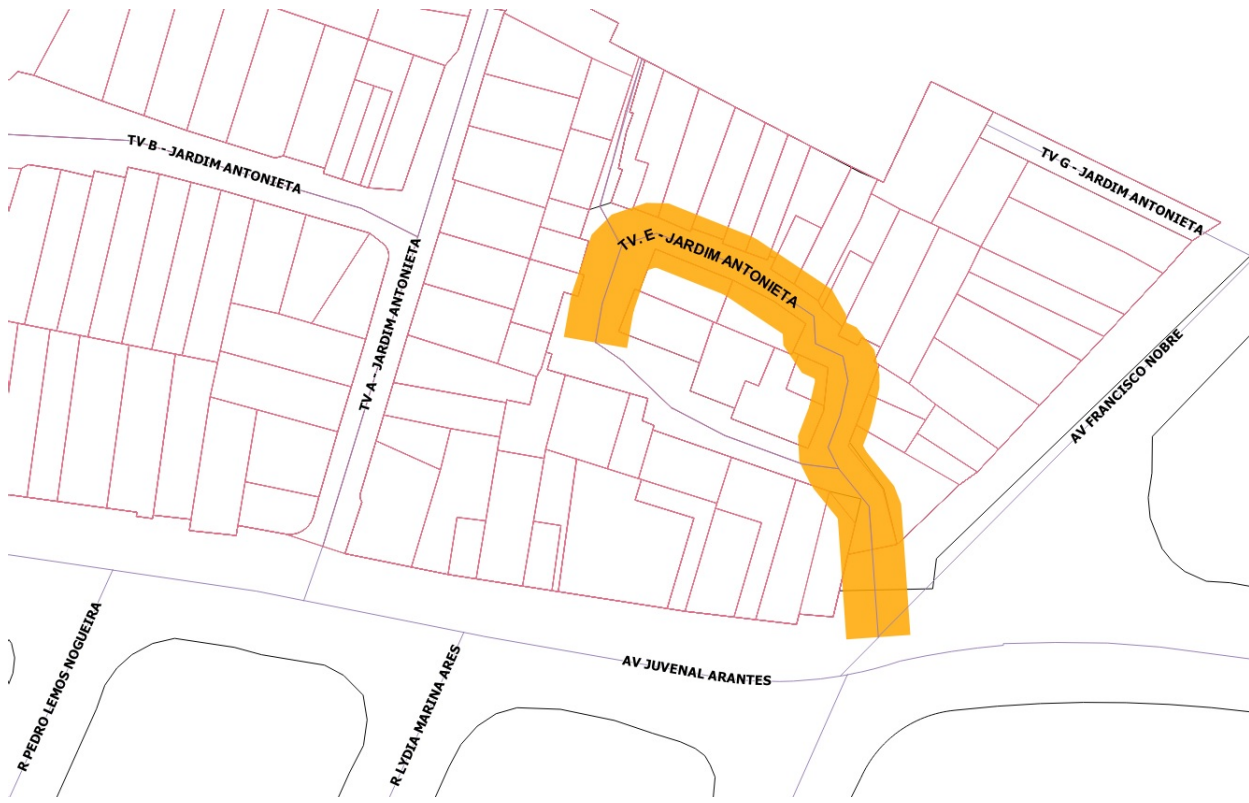 TV B - JARDIM ANTONIETA
TV G - JARDIM ANTONIETA
TV. E - JARDIM ANTONIETA
TV A - JARDIM ANTONIETA
AV FRANCISCO NOBRE
R PEDRO LEMOS NOGUEIRA
R LYDIA MARINA ARES
AV JUVENAL ARANTES